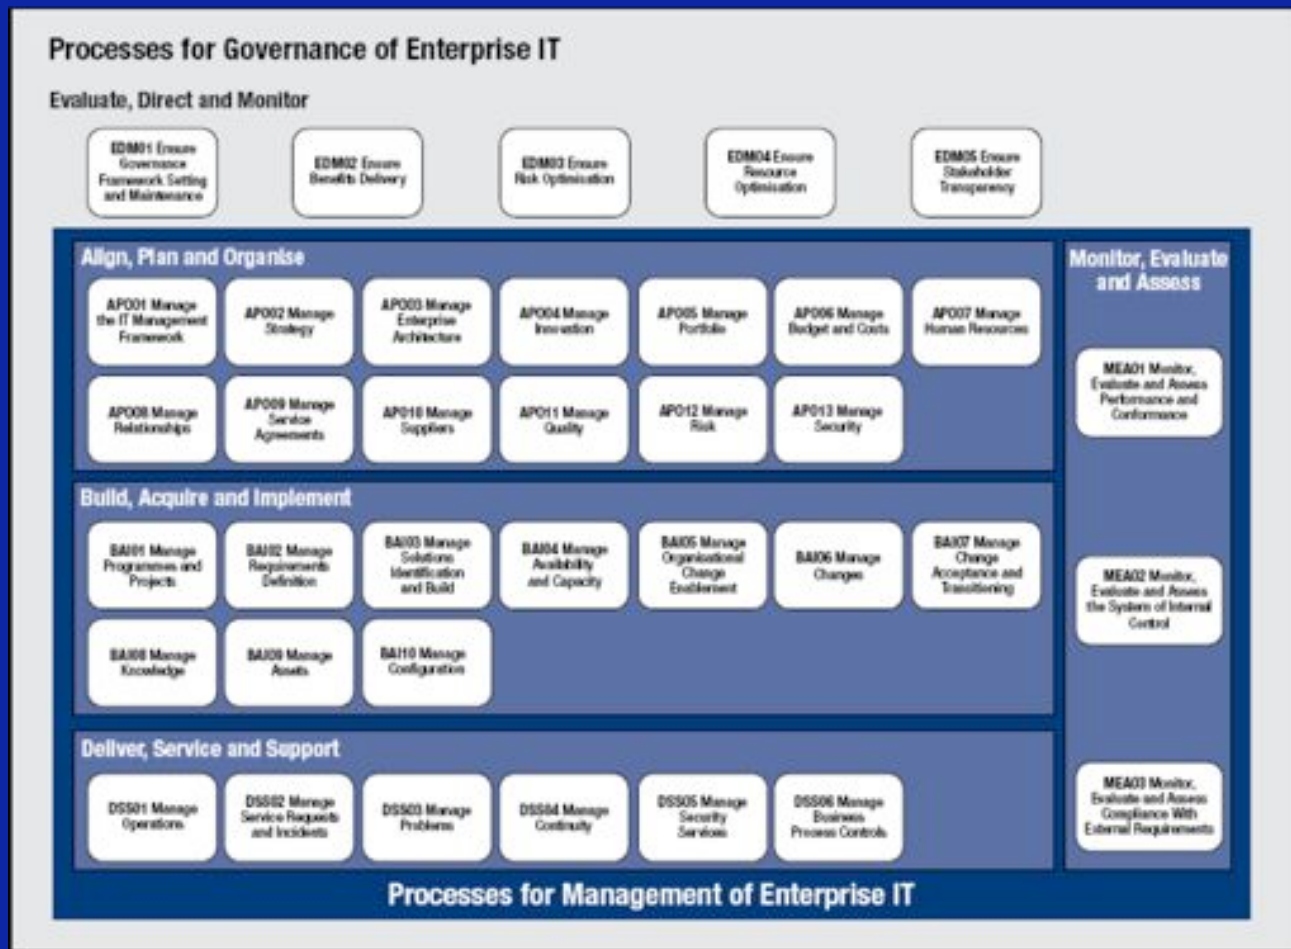 Processes for Governance of Enterprise IT
Evaluate, Direct and Monitor
EDM01 Ensure
Governance
Framework Setting
and Maintenance
EDM02 Ensure
Benefits Delivery
EDM03 Ensure
Risk Optimisation
EDM04 Ensure
Resource
Optimisation
EDM05 Ensure
Stakeholder
Transparency
Align, Plan and Organise
APO01 Manage
the IT Management
Framework
APO02 Manage
Strategy
APO03 Manage
Enterprise
Architecture
APO04 Manage
Innovation
APO05 Manage
Portfolio
APO06 Manage
Budget and Costs
APO07 Manage
Human Resources
APO08 Manage
Relationships
APO09 Manage
Service
Agreements
APO10 Manage
Suppliers
APO11 Manage
Quality
APO12 Manage
Risk
APO13 Manage
Security
Build, Acquire and Implement
BAI01 Manage
Programmes and
Projects
BAI02 Manage
Requirements
Definition
BAI03 Manage
Solutions
Identification
and Build
BAI04 Manage
Availability
and Capacity
BAI05 Manage
Organisational
Change
Enablement
BAI06 Manage
Changes
BAI07 Manage
Change
Acceptance and
Transitioning
BAI08 Manage
Knowledge
BAI09 Manage
Assets
BAI10 Manage
Configuration
Deliver, Service and Support
DSS01 Manage
Operations
DSS02 Manage
Service Requests
and Incidents
DSS03 Manage
Problems
DSS04 Manage
Continuity
DSS05 Manage
Security
Services
DSS06 Manage
Business
Process Controls
Monitor, Evaluate
and Assess
MEA01 Monitor,
Evaluate and Assess
Performance and
Conformance
MEA02 Monitor,
Evaluate and Assess
the System of Internal
Control
MEA03 Monitor,
Evaluate and Assess
Compliance With
External Requirements
Processes for Management of Enterprise IT